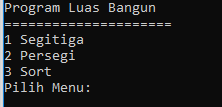 Program Luas Bangun
=====================
1 Segitiga
2 Persegi
3 Sort
Pilih Menu: